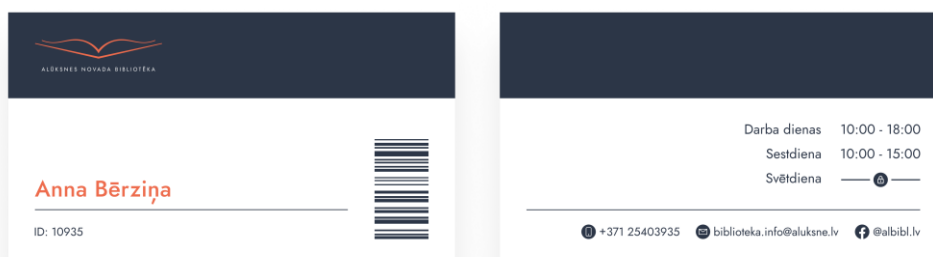 ALŪKSNES NOVADA BIBLIOTĒKA
Anna Bērziņa
ID: 10935
Darba dienas 10:00 - 18:00
Sestdiena 10:00 - 15:00
Svētdiena
+371 25403935 biblioteka.info@aluksne.lv @albibl.lv